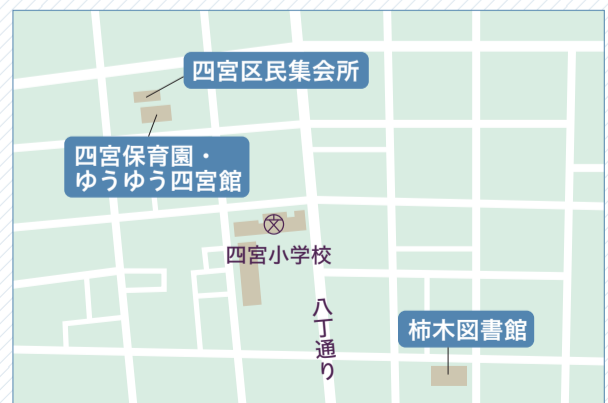 四宮区民集会所
四宮保育園・
ゆうゆう四宮館
文
四宮小学校
八丁通り
柿木図書館